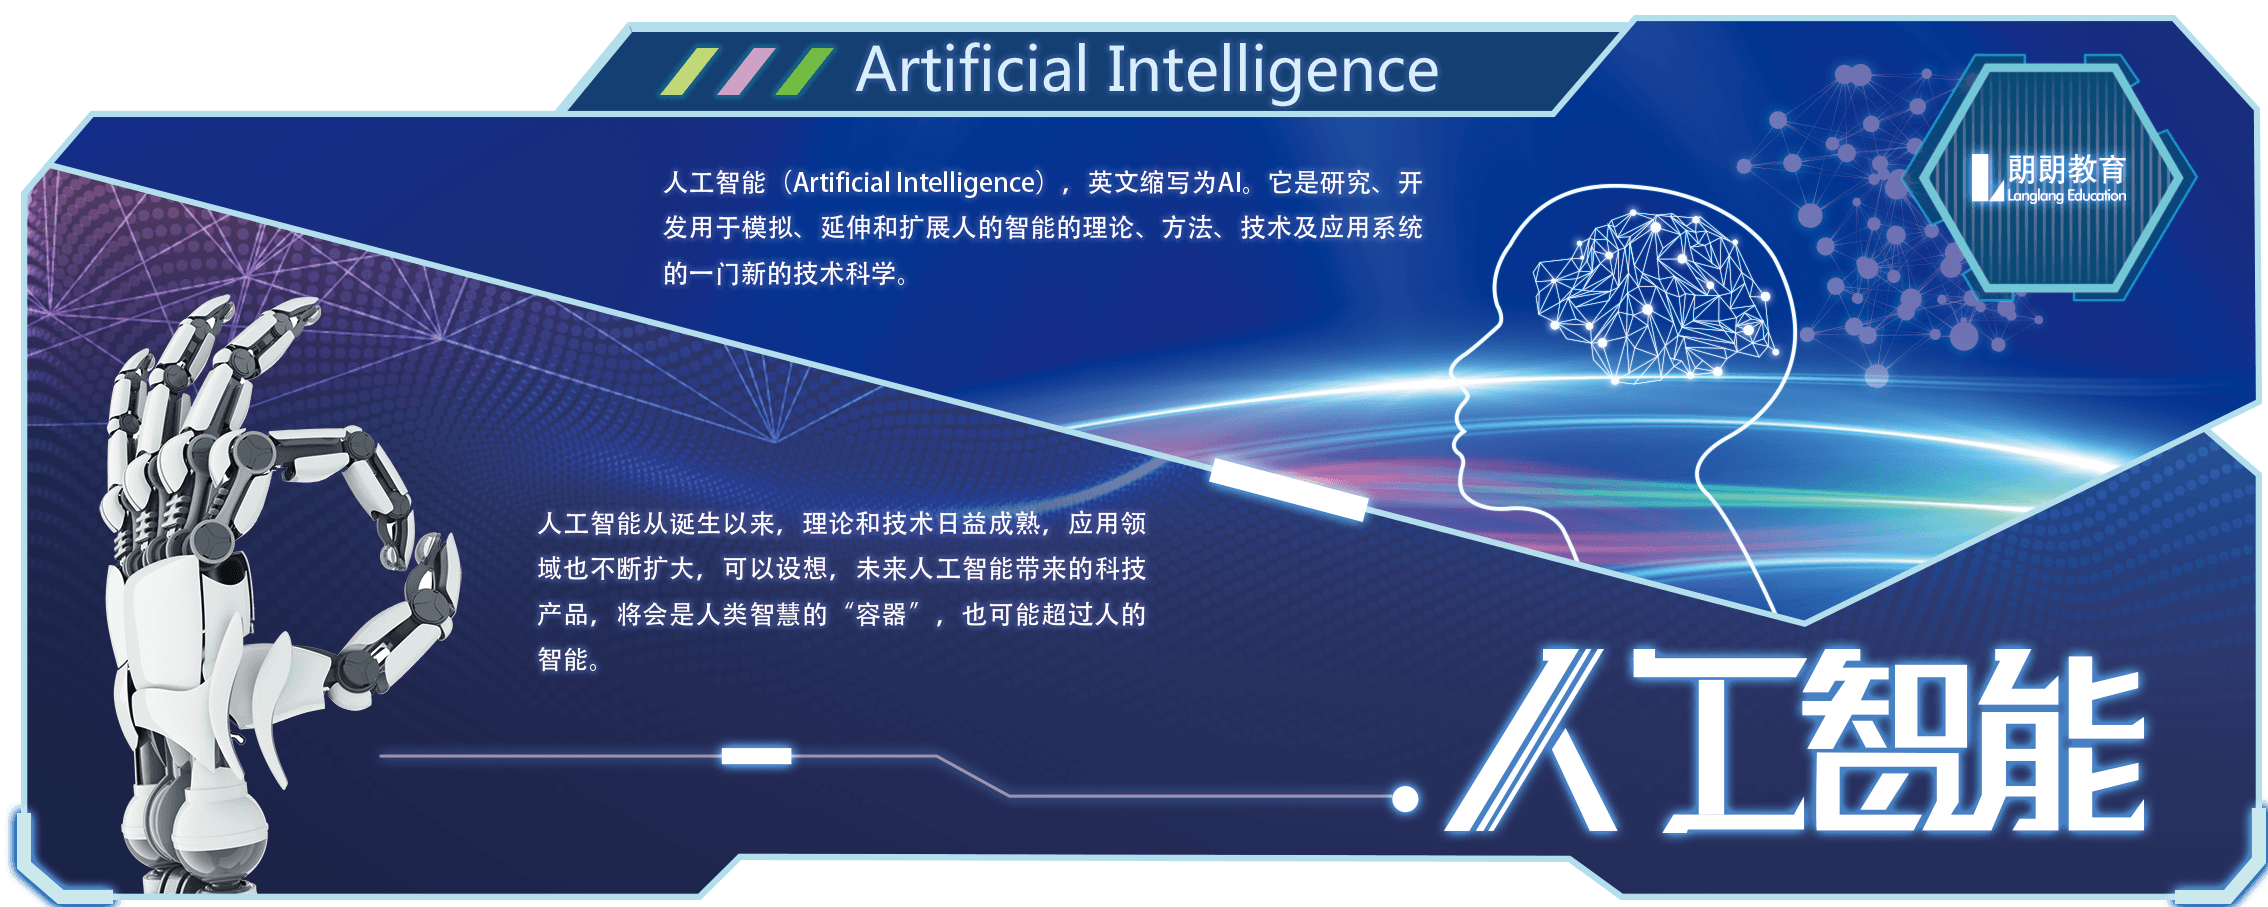 Artificial Intelligence
朗朗教育
Langlang Education
人工智能（Artificial Intelligence），英文缩写为AI。它是研究、开
发用于模拟、延伸和扩展人的智能的理论、方法、技术及应用系统
的一门新的技术科学。
人工智能从诞生以来，理论和技术日益成熟，应用领
域也不断扩大，可以设想，未来人工智能带来的科技
产品，将会是人类智慧的“容器”，也可能超过人的
智能。
人工智能